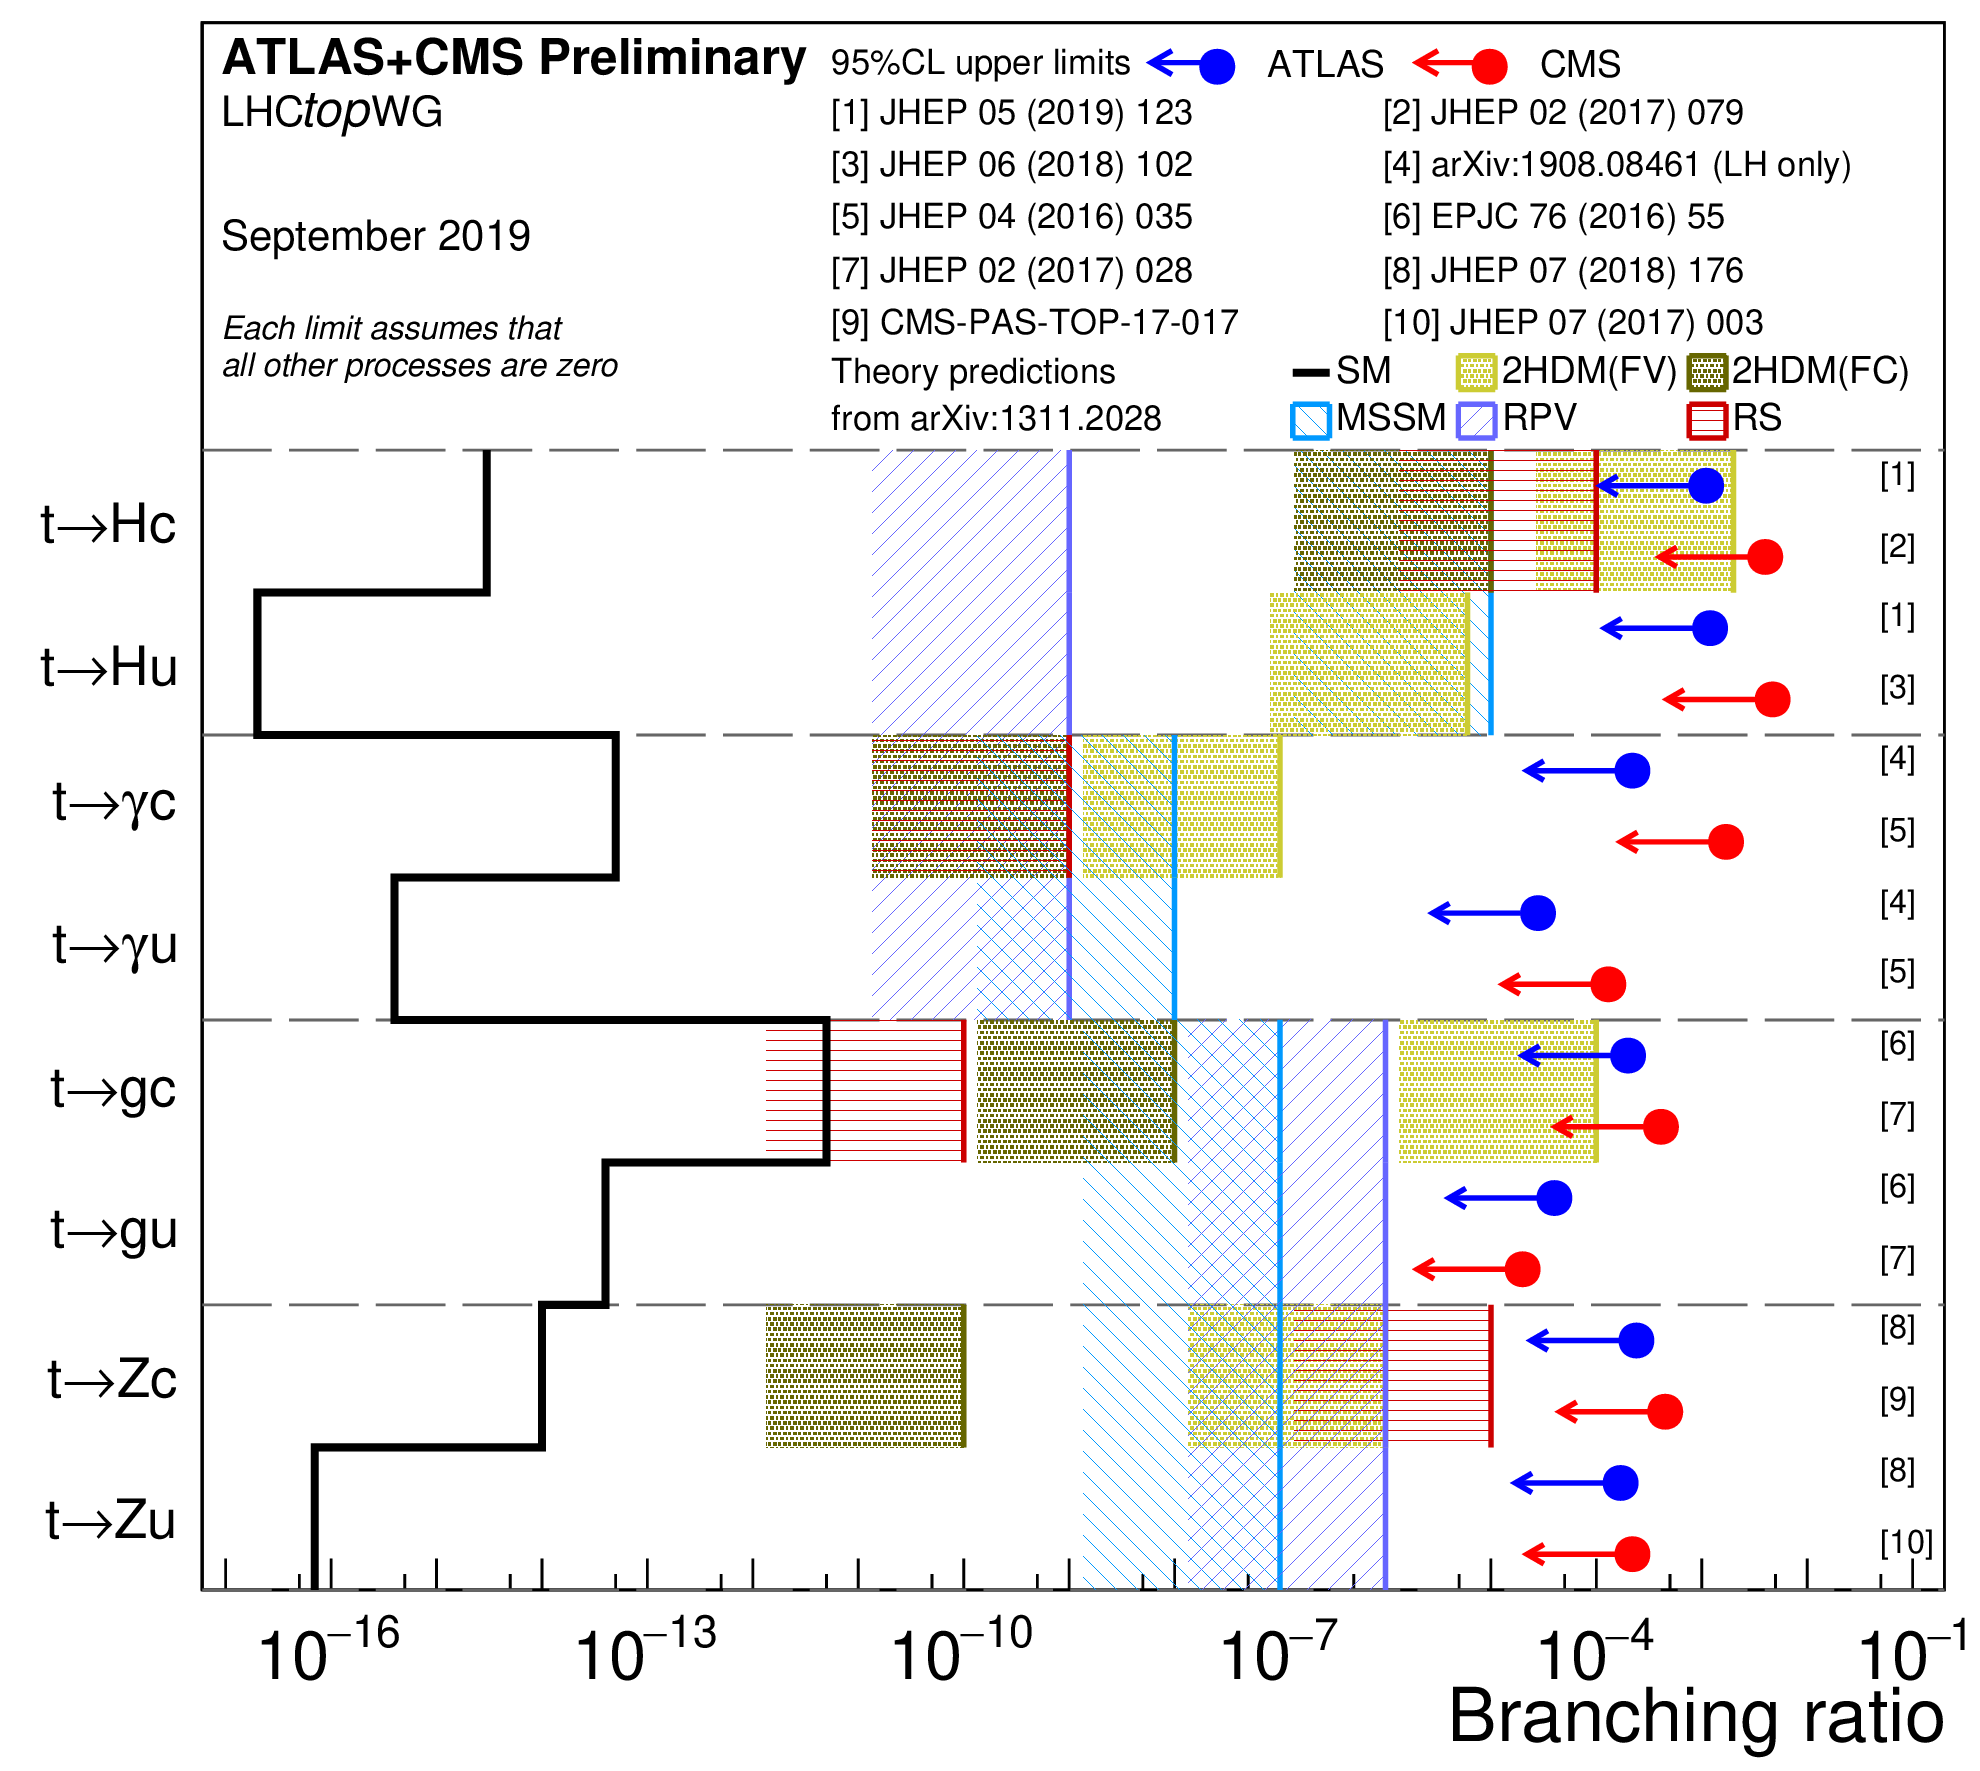 ATLAS+CMS Preliminary
LHCtopWG
September 2019
Each limit assumes that
all other processes are zero
95%CL upper limits ATLAS CMS
[1] JHEP 05 (2019) 123 [2] JHEP 02 (2017) 079
[3] JHEP 06 (2018) 102 [4] arXiv:1908.08461 (LH only)
[5] JHEP 04 (2016) 035 [6] EPJC 76 (2016) 55
[7] JHEP 02 (2017) 028 [8] JHEP 07 (2018) 176
[9] CMS-PAS-TOP-17-017 [10] JHEP 07 (2017) 003
Theory predictions SM 2HDM(FV) 2HDM(FC)
from arXiv:1311.2028 MSSM RPV RS
[1]
t→Hc
[2]
[1]
t→Hu
[3]
[4]
t→γc
[5]
[4]
t→γu
[5]
[6]
t→gc
[7]
[6]
t→gu
[7]
[8]
t→Zc
[9]
[8]
t→Zu
[10]
10⁻¹⁶ 10⁻¹³ 10⁻¹⁰ 10⁻⁷ 10⁻⁴ 10⁻¹
Branching ratio